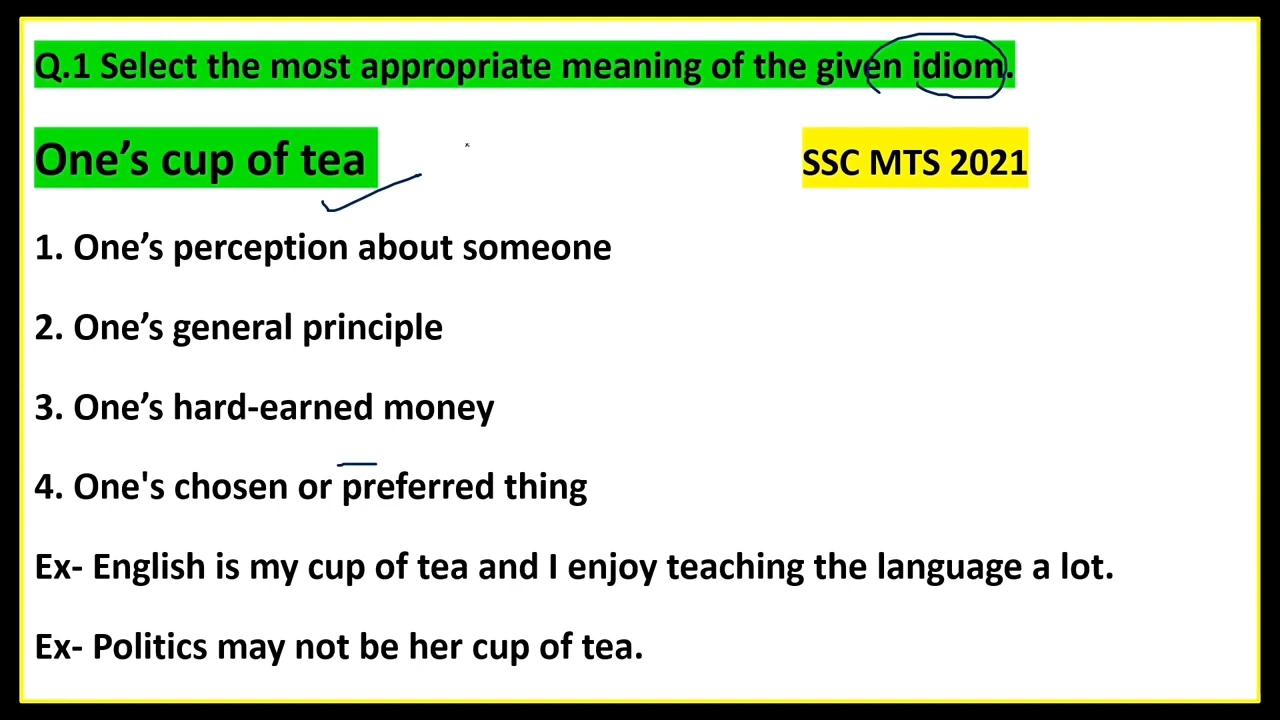 Q.1 Select the most appropriate meaning of the given idiom.
One’s cup of tea
SSC MTS 2021
1. One’s perception about someone
2. One’s general principle
3. One’s hard-earned money
4. One's chosen or preferred thing
Ex- English is my cup of tea and I enjoy teaching the language a lot.
Ex- Politics may not be her cup of tea.